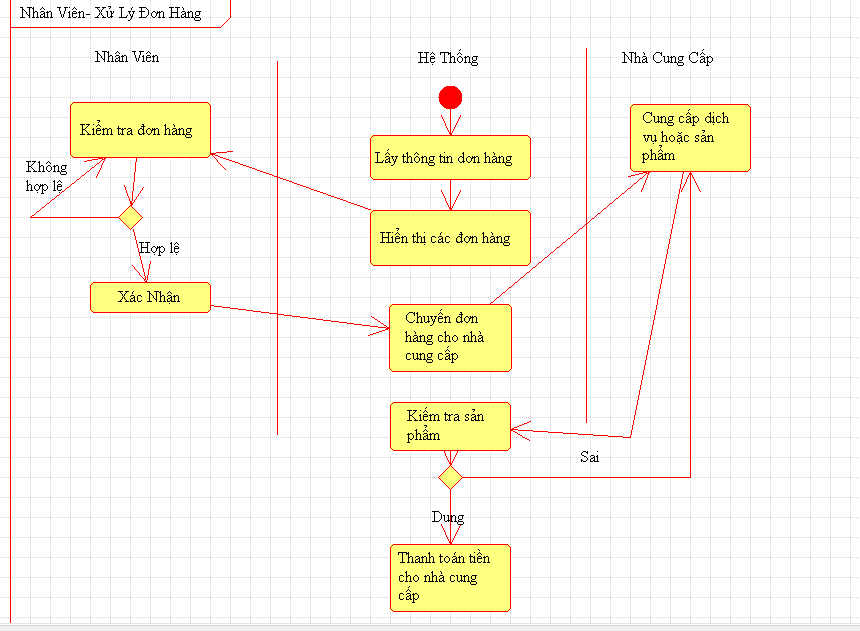 Nhân Viên- Xử Lý Đơn Hàng
Nhân Viên
Hệ Thống
Nhà Cung Cấp
Kiểm tra đơn hàng
Không
hợp lệ
Hợp lệ
Xác Nhận
Lấy thông tin đơn hàng
Hiển thị các đơn hàng
Chuyển đơn
hàng cho nhà
cung cấp
Cung cấp dịch
vụ hoặc sản
phẩm
Kiểm tra sản
phẩm
Sai
Dung
Thanh toán tiền
cho nhà cung
cấp